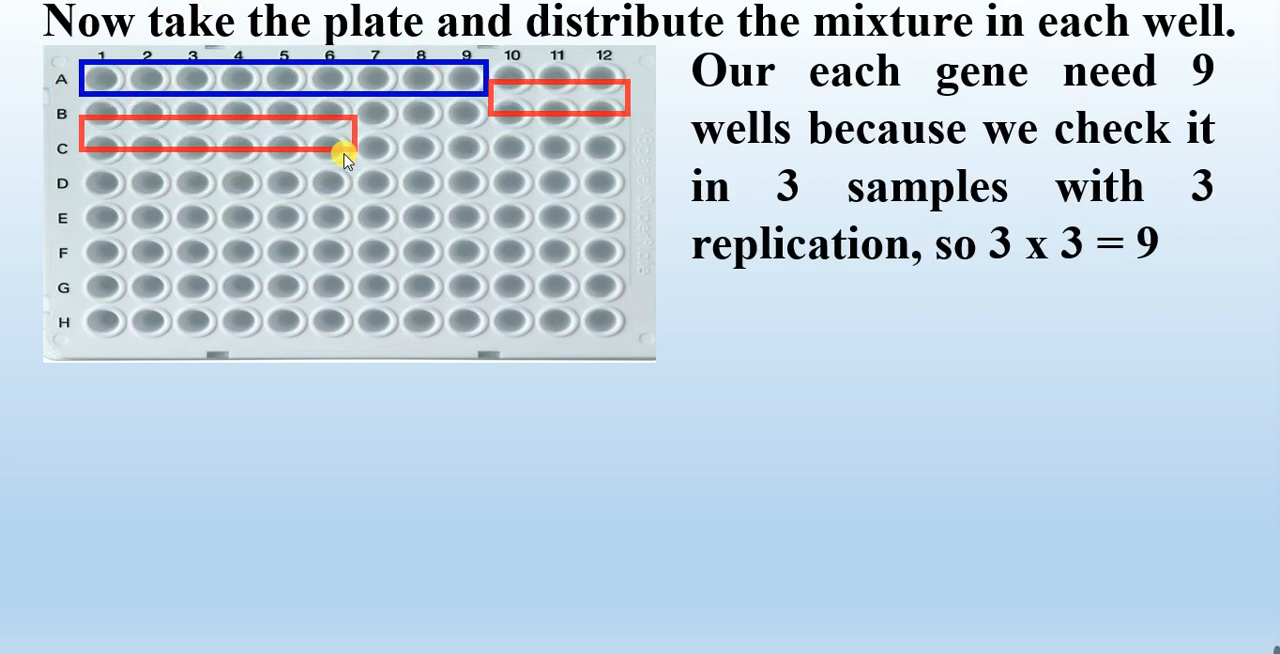 Now take the plate and distribute the mixture in each well.
1 2 3 4 5 6 7 8 9 10 11 12
A
B
C
D
E
F
G
H
Our each gene need 9
wells because we check it
in 3 samples with 3
replication, so 3 x 3 = 9